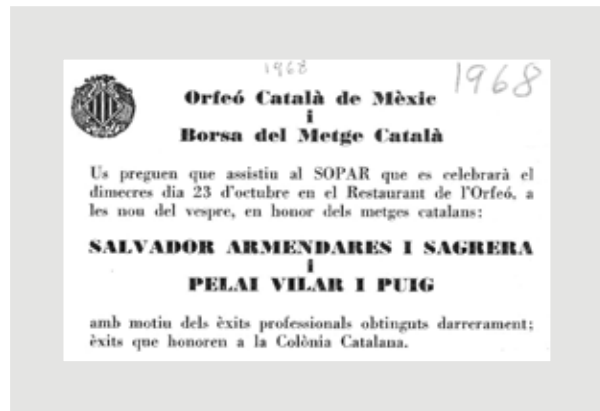 1968
1968
Orfeó Català de Mèxic
i
Borsa del Metge Català
Us preguen que assistiu al SOPAR que es celebrarà el
dimecres dia 23 d'octubre en el Restaurant de l'Orfeó, a
les nou del vespre, en honor dels metges catalans:
SALVADOR ARMENDARES I SAGRERA
i
PELAI VILAR I PUIG
amb motiu dels èxits professionals obtinguts darrerament;
èxits que honoren a la Colònia Catalana.